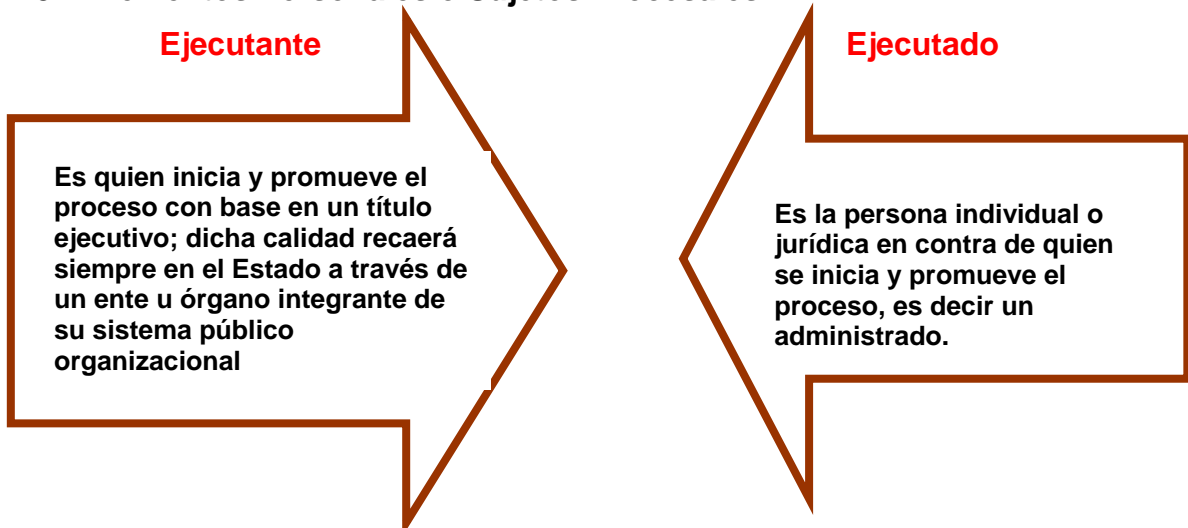 Ejecutante
Es quien inicia y promueve el
proceso con base en un título
ejecutivo; dicha calidad recaerá
siempre en el Estado a través de
un ente u órgano integrante de
su sistema público
organizacional
Ejecutado
Es la persona individual o
jurídica en contra de quien
se inicia y promueve el
proceso, es decir un
administrado.